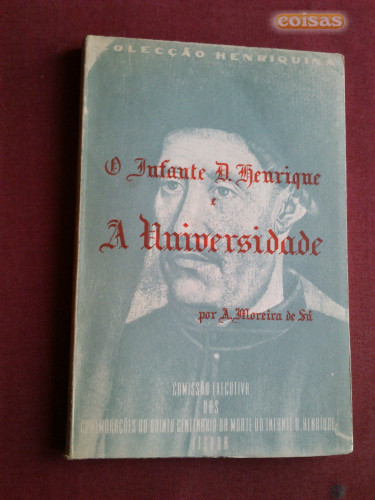 coisas
COLECÇÃO HENRIQUINA
O Infante D. Henrique
e
A Universidade
por A. Moreira de Sá
COMISSÃO EXECUTIVA
DAS
COMEMORAÇÕES DO QUINTO CENTENÁRIO DA MORTE DO INFANTE D. HENRIQUE
LISBOA